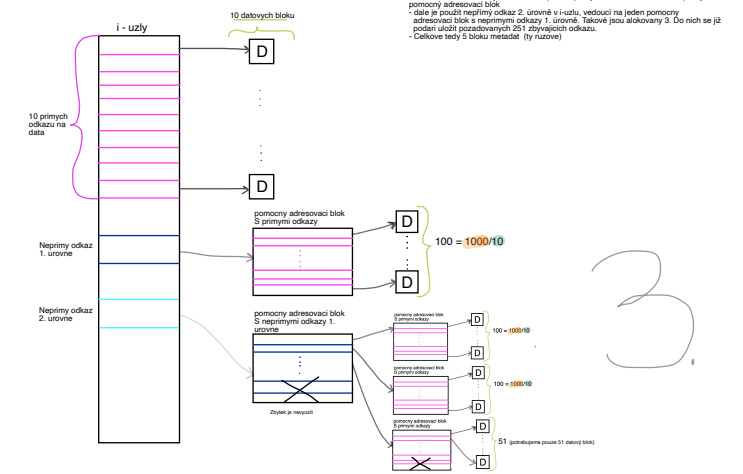 pomocný adresovací blok
- dale je použit nepřímý odkaz 2. úrovně v i-uzlu, vedoucí na jeden pomocny
adresovací blok s neprimymi odkazy 1. úrovně. Takové jsou alokovany 3. Do nich se již
podari uložit pozadovanych 251 zbyvajicich odkazu.
- Celkove tedy 5 bloku metadat (ty ruzove)
10 datovych bloku
i - uzly
D
10 primych
odkazu na
data
D
pomocny adresovaci blok
S primymi odkazy
D
100 = 1000/10
Neprimy odkaz
1. urovne
D
3.
Neprimy odkaz
2. urovne
pomocny adresovaci blok
S neprimymi odkazy 1.
urovne
pomocny adresovaci blok
S primymi odkazy
D
100 = 1000/10
D
pomocny adresovaci blok
S primymi odkazy
D
100 = 1000/10
D
Zbytek je nevyuzit
pomocny adresovaci blok
S primymi odkazy
D
51 (potrebujeme pouze 51 datový blok)
D